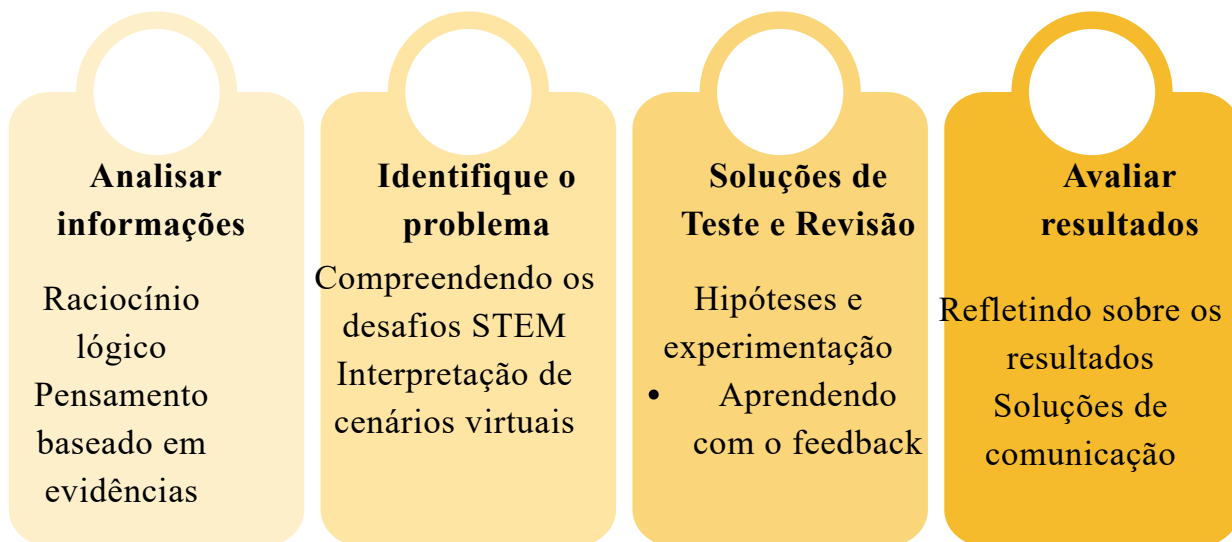 Analisar
informações
Raciocínio
lógico
Pensamento
baseado em
evidências
Identifique o
problema
Compreendendo os
desafios STEM
Interpretação de
cenários virtuais
Soluções de
Teste e Revisão
Hipóteses e
experimentação
• Aprendendo
com o feedback
Avaliar
resultados
Refletindo sobre os
resultados
Soluções de
comunicação